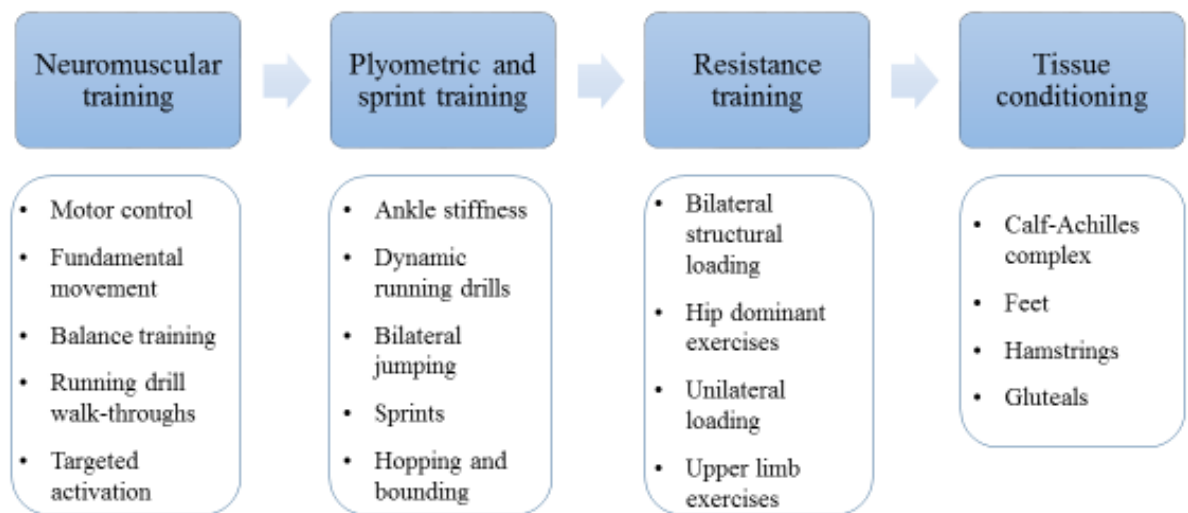 Neuromuscular
training
Plyometric and
sprint training
Resistance
training
Tissue
conditioning
• Motor control
• Fundamental
movement
• Balance training
• Running drill
walk-throughs
• Targeted
activation
• Ankle stiffness
• Dynamic
running drills
• Bilateral
jumping
• Sprints
• Hopping and
bounding
• Bilateral
structural
loading
• Hip dominant
exercises
• Unilateral
loading
• Upper limb
exercises
• Calf-Achilles
complex
• Feet
• Hamstrings
• Gluteals